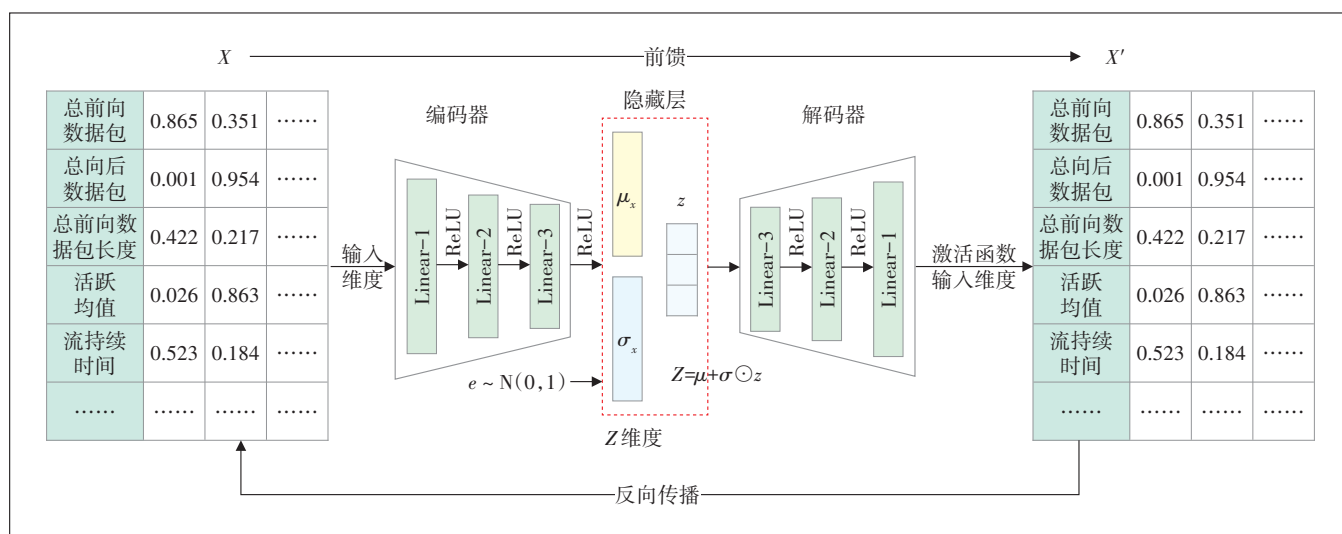 X
前馈
X′
总前向
数据包
0.865
0.351
……
总向后
数据包
0.001
0.954
……
总前向数
据包长度
0.422
0.217
……
活跃
均值
0.026
0.863
……
流持续
时间
0.523
0.184
……
……
……
……
……
输入
维度
编码器
Linear-1
ReLU
Linear-2
ReLU
Linear-3
ReLU
隐藏层
μx
σx
z
e ~ N(0,1)
Z=μ+σ⊙z
Z维度
解码器
Linear-3
ReLU
Linear-2
ReLU
Linear-1
激活函数
输入维度
总前向
数据包
0.865
0.351
……
总向后
数据包
0.001
0.954
……
总前向数
据包长度
0.422
0.217
……
活跃
均值
0.026
0.863
……
流持续
时间
0.523
0.184
……
……
……
……
……
反向传播